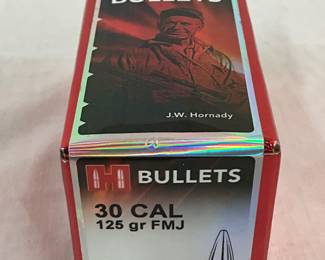 BULLETS
J.W. Hornady
H BULLETS
30 CAL
125 gr FMJ